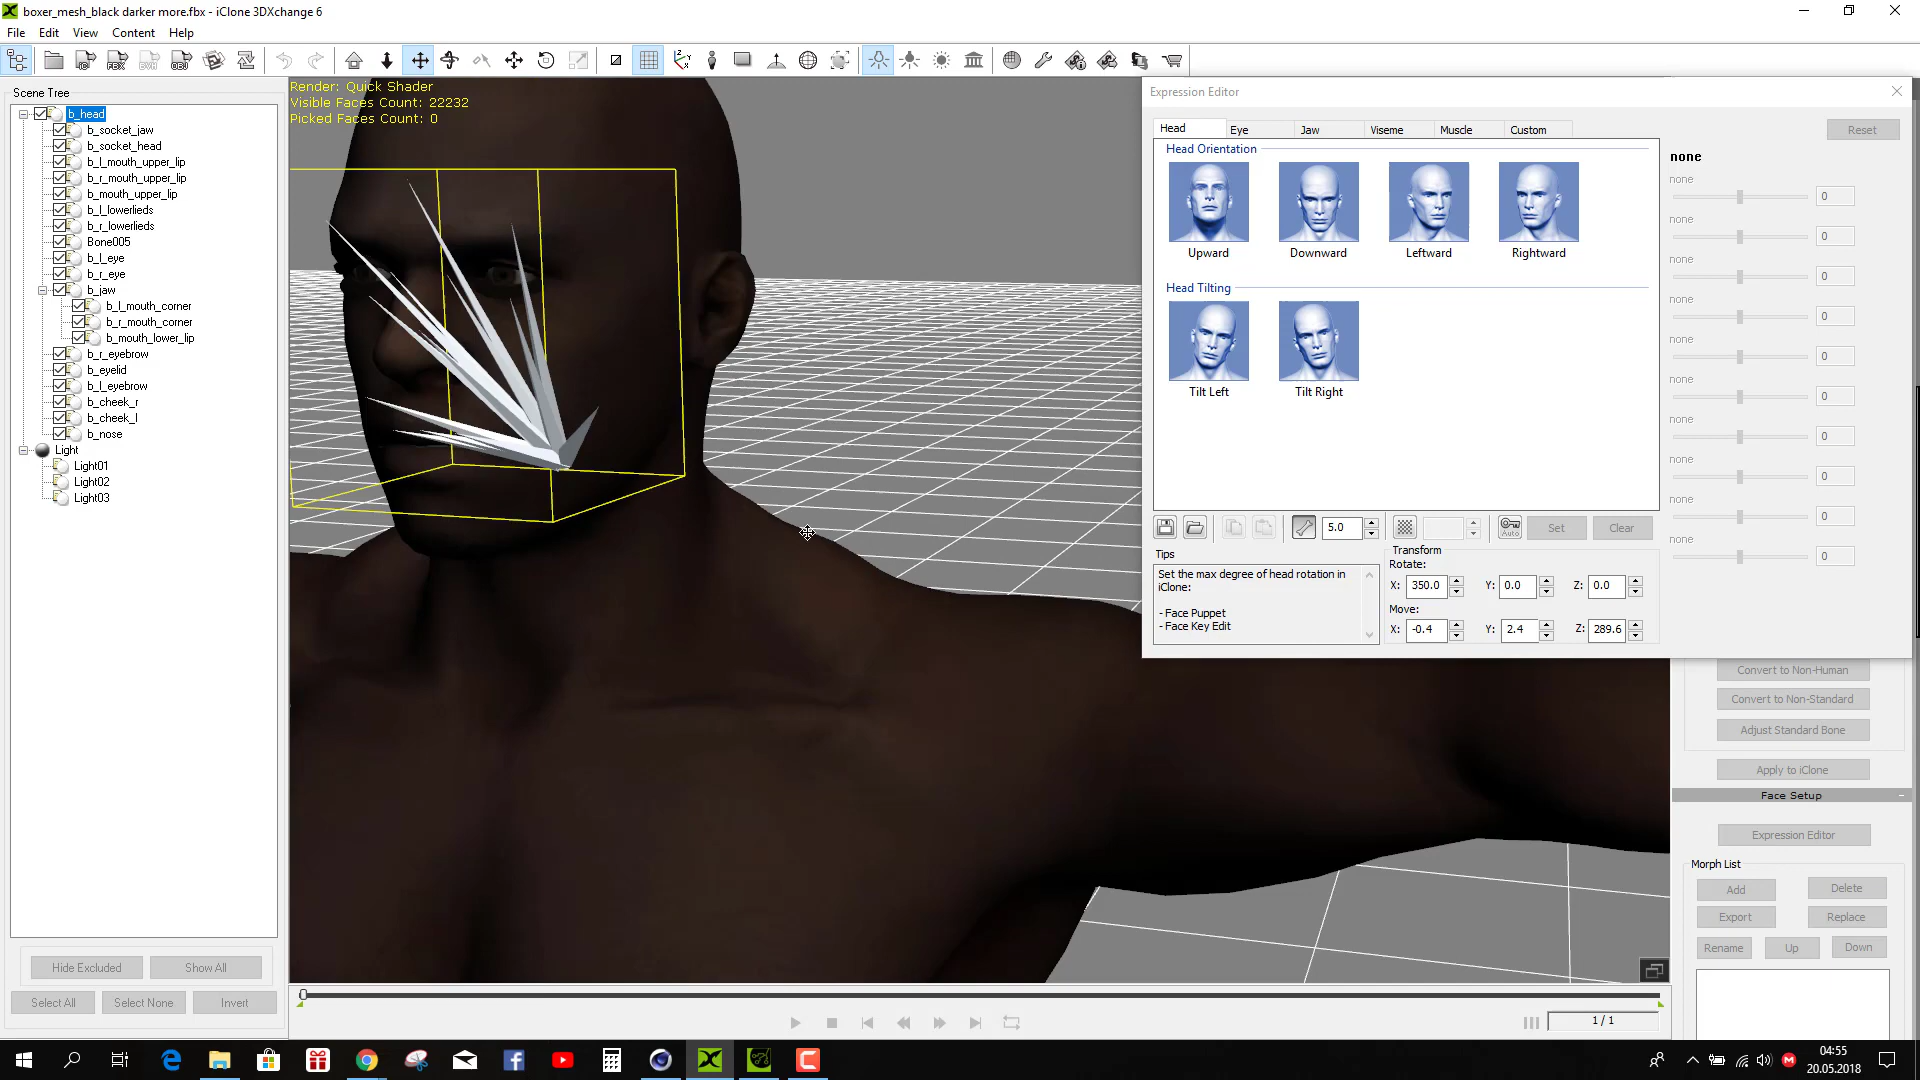 boxer_mesh_black darker more.fbx - iClone 3DXchange 6
File Edit View Content Help
Scene Tree
b_head
b_socket_jaw
b_socket_head
b_l_mouth_upper_lip
b_r_mouth_upper_lip
b_mouth_upper_lip
b_l_lowerlieds
b_r_lowerlieds
Bone005
b_l_eye
b_r_eye
b_jaw
b_l_mouth_corner
b_r_mouth_corner
b_mouth_lower_lip
b_r_eyebrow
b_eyelid
b_l_eyebrow
b_cheek_r
b_cheek_l
b_nose
Light
Light01
Light02
Light03
Hide Excluded Show All
Select All Select None Invert
Render: Quick Shader
Visible Faces Count: 22232
Picked Faces Count: 0
1 / 1
Expression Editor
Head Eye Jaw Viseme Muscle Custom
Reset
Head Orientation
Upward Downward Leftward Rightward
Head Tilting
Tilt Left Tilt Right
none
none
0
none
0
none
0
none
0
none
0
none
0
none
0
none
0
none
0
none
0
5.0
Auto
Set Clear
Tips
Set the max degree of head rotation in
iClone:
- Face Puppet
- Face Key Edit
Transform
Rotate:
X: 350.0 Y: 0.0 Z: 0.0
Move:
X: -0.4 Y: 2.4 Z: 289.6
Convert to Non-Human
Convert to Non-Standard
Adjust Standard Bone
Apply to iClone
Face Setup
Expression Editor
Morph List
Add Delete
Export Replace
Rename Up Down
04:55
20.05.2018